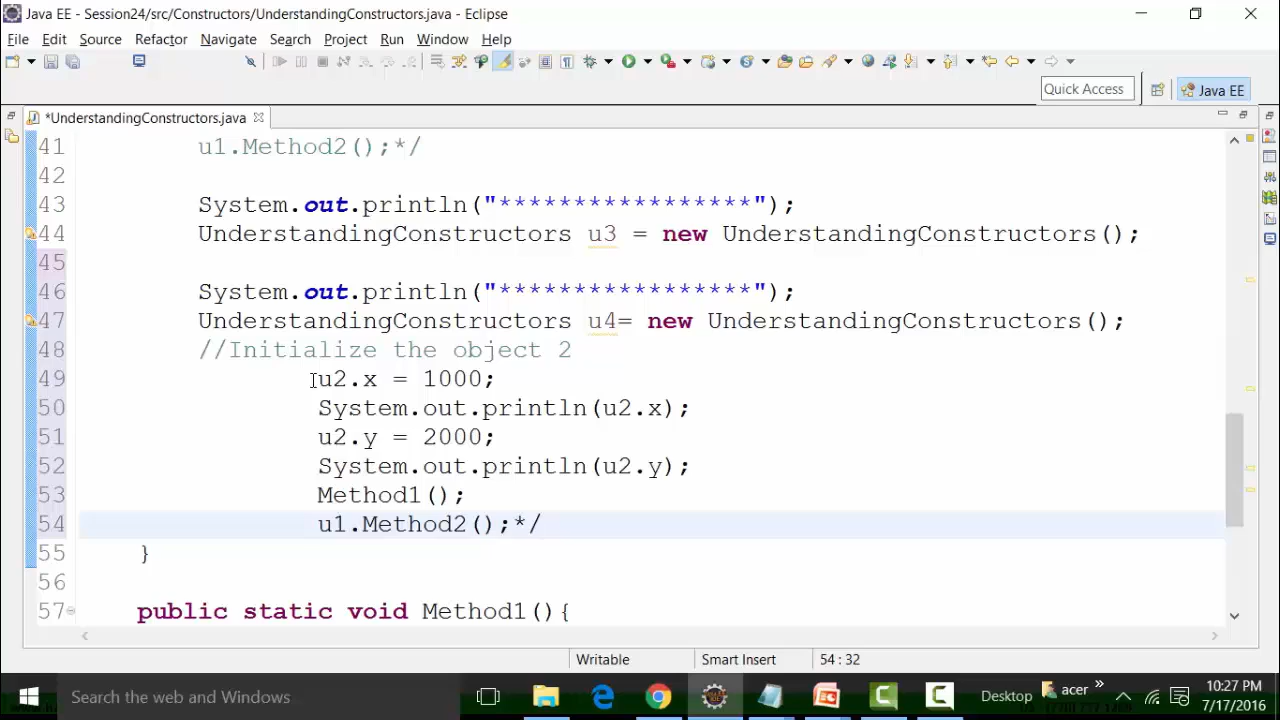 Java EE - Session24/src/Constructors/UnderstandingConstructors.java - Eclipse
File Edit Source Refactor Navigate Search Project Run Window Help
Quick Access
Java EE
*UnderstandingConstructors.java
41 u1.Method2();*/
42
43 System.out.println("*****************");
44 UnderstandingConstructors u3 = new UnderstandingConstructors();
45
46 System.out.println("*****************");
47 UnderstandingConstructors u4= new UnderstandingConstructors();
48 //Initialize the object 2
49 u2.x = 1000;
50 System.out.println(u2.x);
51 u2.y = 2000;
52 System.out.println(u2.y);
53 Method1();
54 u1.Method2();*/
55 }
56
57 public static void Method1(){
Writable Smart Insert 54 : 32
Search the web and Windows
Desktop
acer
10:27 PM
7/17/2016